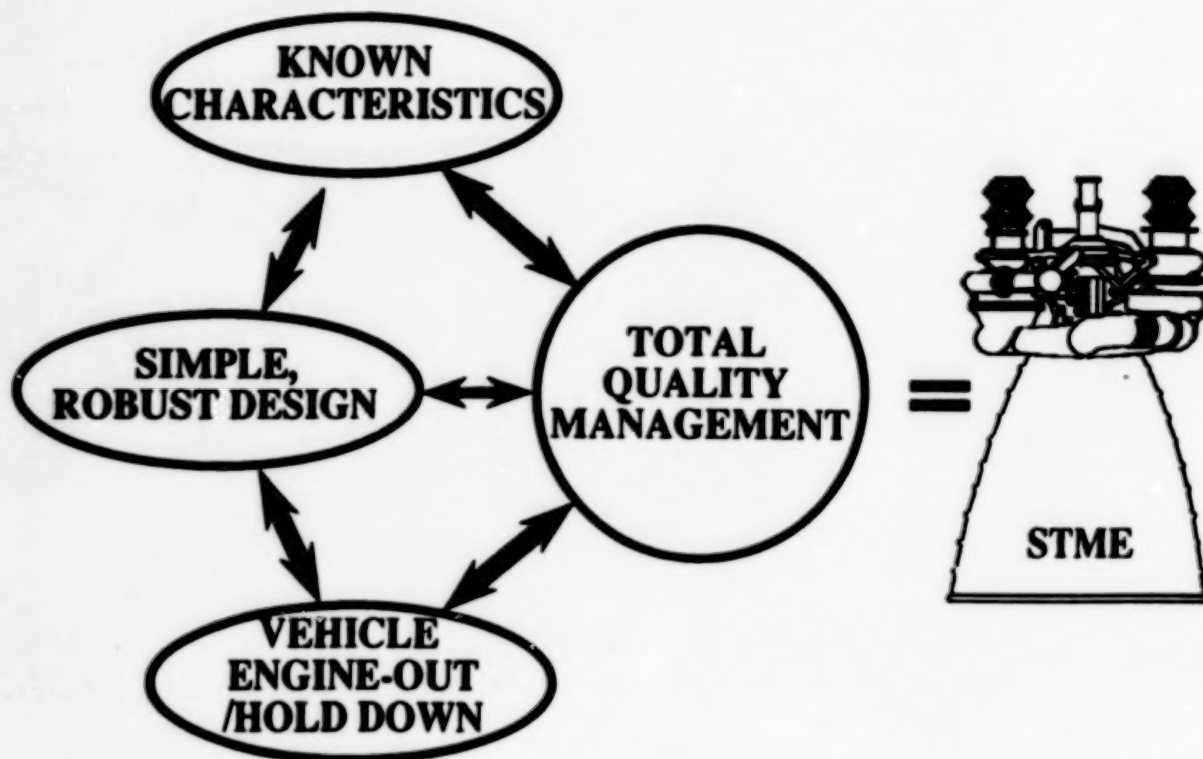 KNOWN
CHARACTERISTICS
SIMPLE,
ROBUST DESIGN
TOTAL
QUALITY
MANAGEMENT
=
STME
VEHICLE
ENGINE-OUT
/HOLD DOWN